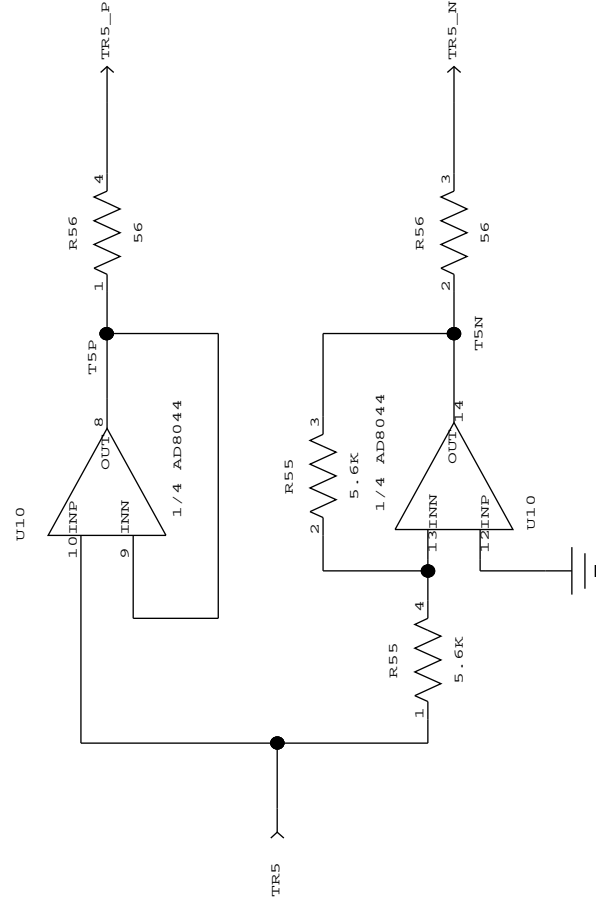 TR5_P
TR5_N
4
R56
56
1
3
R56
56
2
T5P
T5N
8
OUT
1/4 AD8044
U10
10
INP
INN
9
3
R55
5.6K
2
1/4 AD8044
14
OUT
13
INN
12
INP
U10
4
R55
5.6K
1
TR5